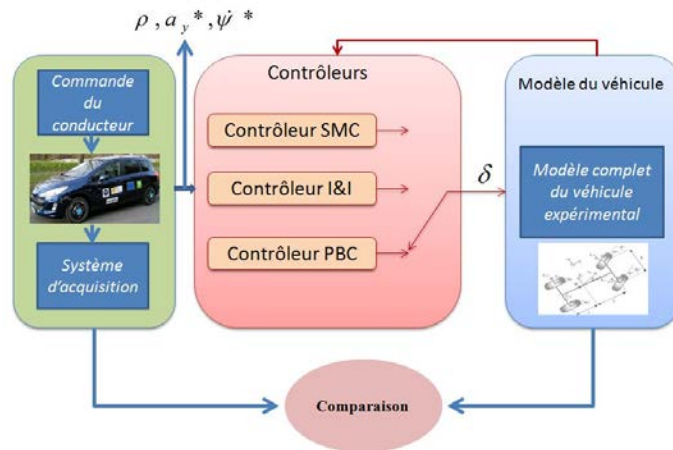 ρ , a_y * , ψ̇ *
Commande
du
conducteur
Système
d'acquisition
Contrôleurs
Contrôleur SMC
Contrôleur I&I
Contrôleur PBC
δ
Modèle du véhicule
Modèle complet
du véhicule
expérimental
Comparaison